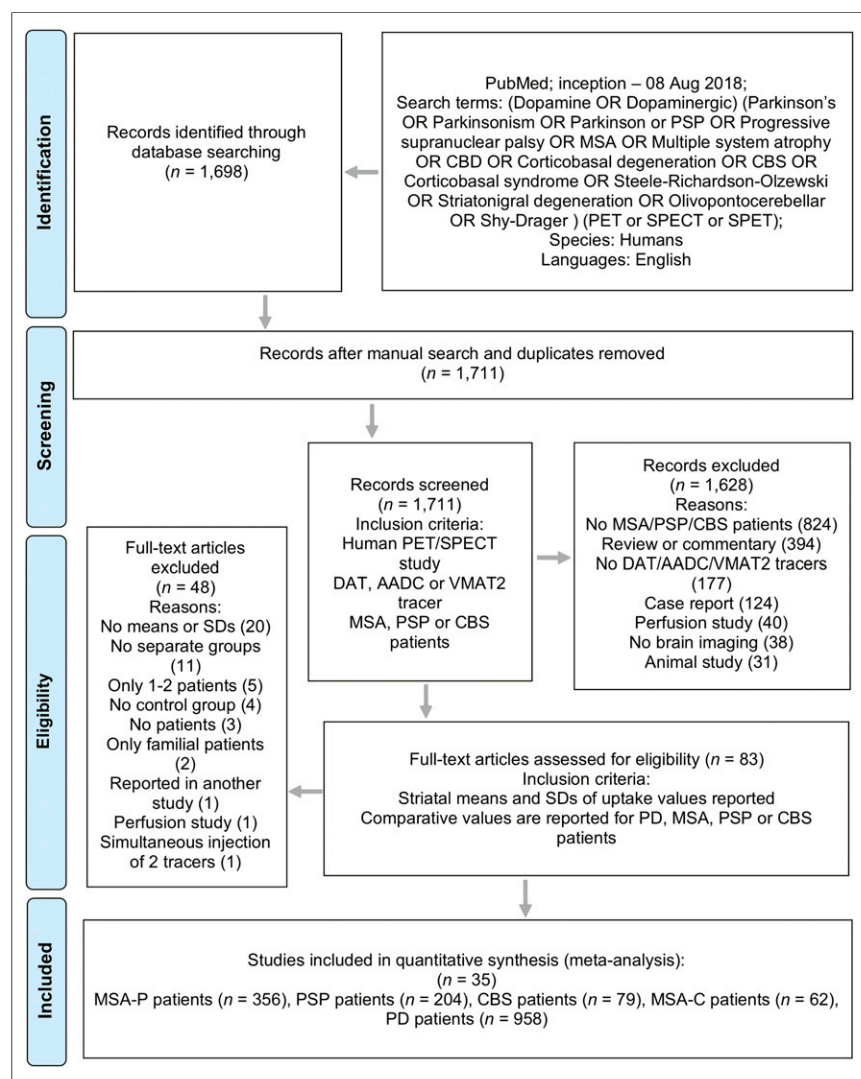 Identification
Records identified through
database searching
(n = 1,698)
PubMed; inception – 08 Aug 2018;
Search terms: (Dopamine OR Dopaminergic) (Parkinson's
OR Parkinsonism OR Parkinson or PSP OR Progressive
supranuclear palsy OR MSA OR Multiple system atrophy
OR CBD OR Corticobasal degeneration OR CBS OR
Corticobasal syndrome OR Steele-Richardson-Olzewski
OR Striatonigral degeneration OR Olivopontocerebellar
OR Shy-Drager ) (PET or SPECT or SPET);
Species: Humans
Languages: English
Screening
Records after manual search and duplicates removed
(n = 1,711)
Records screened
(n = 1,711)
Inclusion criteria:
Human PET/SPECT
study
DAT, AADC or VMAT2
tracer
MSA, PSP or CBS
patients
Records excluded
(n = 1,628)
Reasons:
No MSA/PSP/CBS patients (824)
Review or commentary (394)
No DAT/AADC/VMAT2 tracers
(177)
Case report (124)
Perfusion study (40)
No brain imaging (38)
Animal study (31)
Eligibility
Full-text articles
excluded
(n = 48)
Reasons:
No means or SDs (20)
No separate groups
(11)
Only 1-2 patients (5)
No control group (4)
No patients (3)
Only familial patients
(2)
Reported in another
study (1)
Perfusion study (1)
Simultaneous injection
of 2 tracers (1)
Full-text articles assessed for eligibility (n = 83)
Inclusion criteria:
Striatal means and SDs of uptake values reported
Comparative values are reported for PD, MSA, PSP or CBS
patients
Included
Studies included in quantitative synthesis (meta-analysis):
(n = 35)
MSA-P patients (n = 356), PSP patients (n = 204), CBS patients (n = 79), MSA-C patients (n = 62),
PD patients (n = 958)